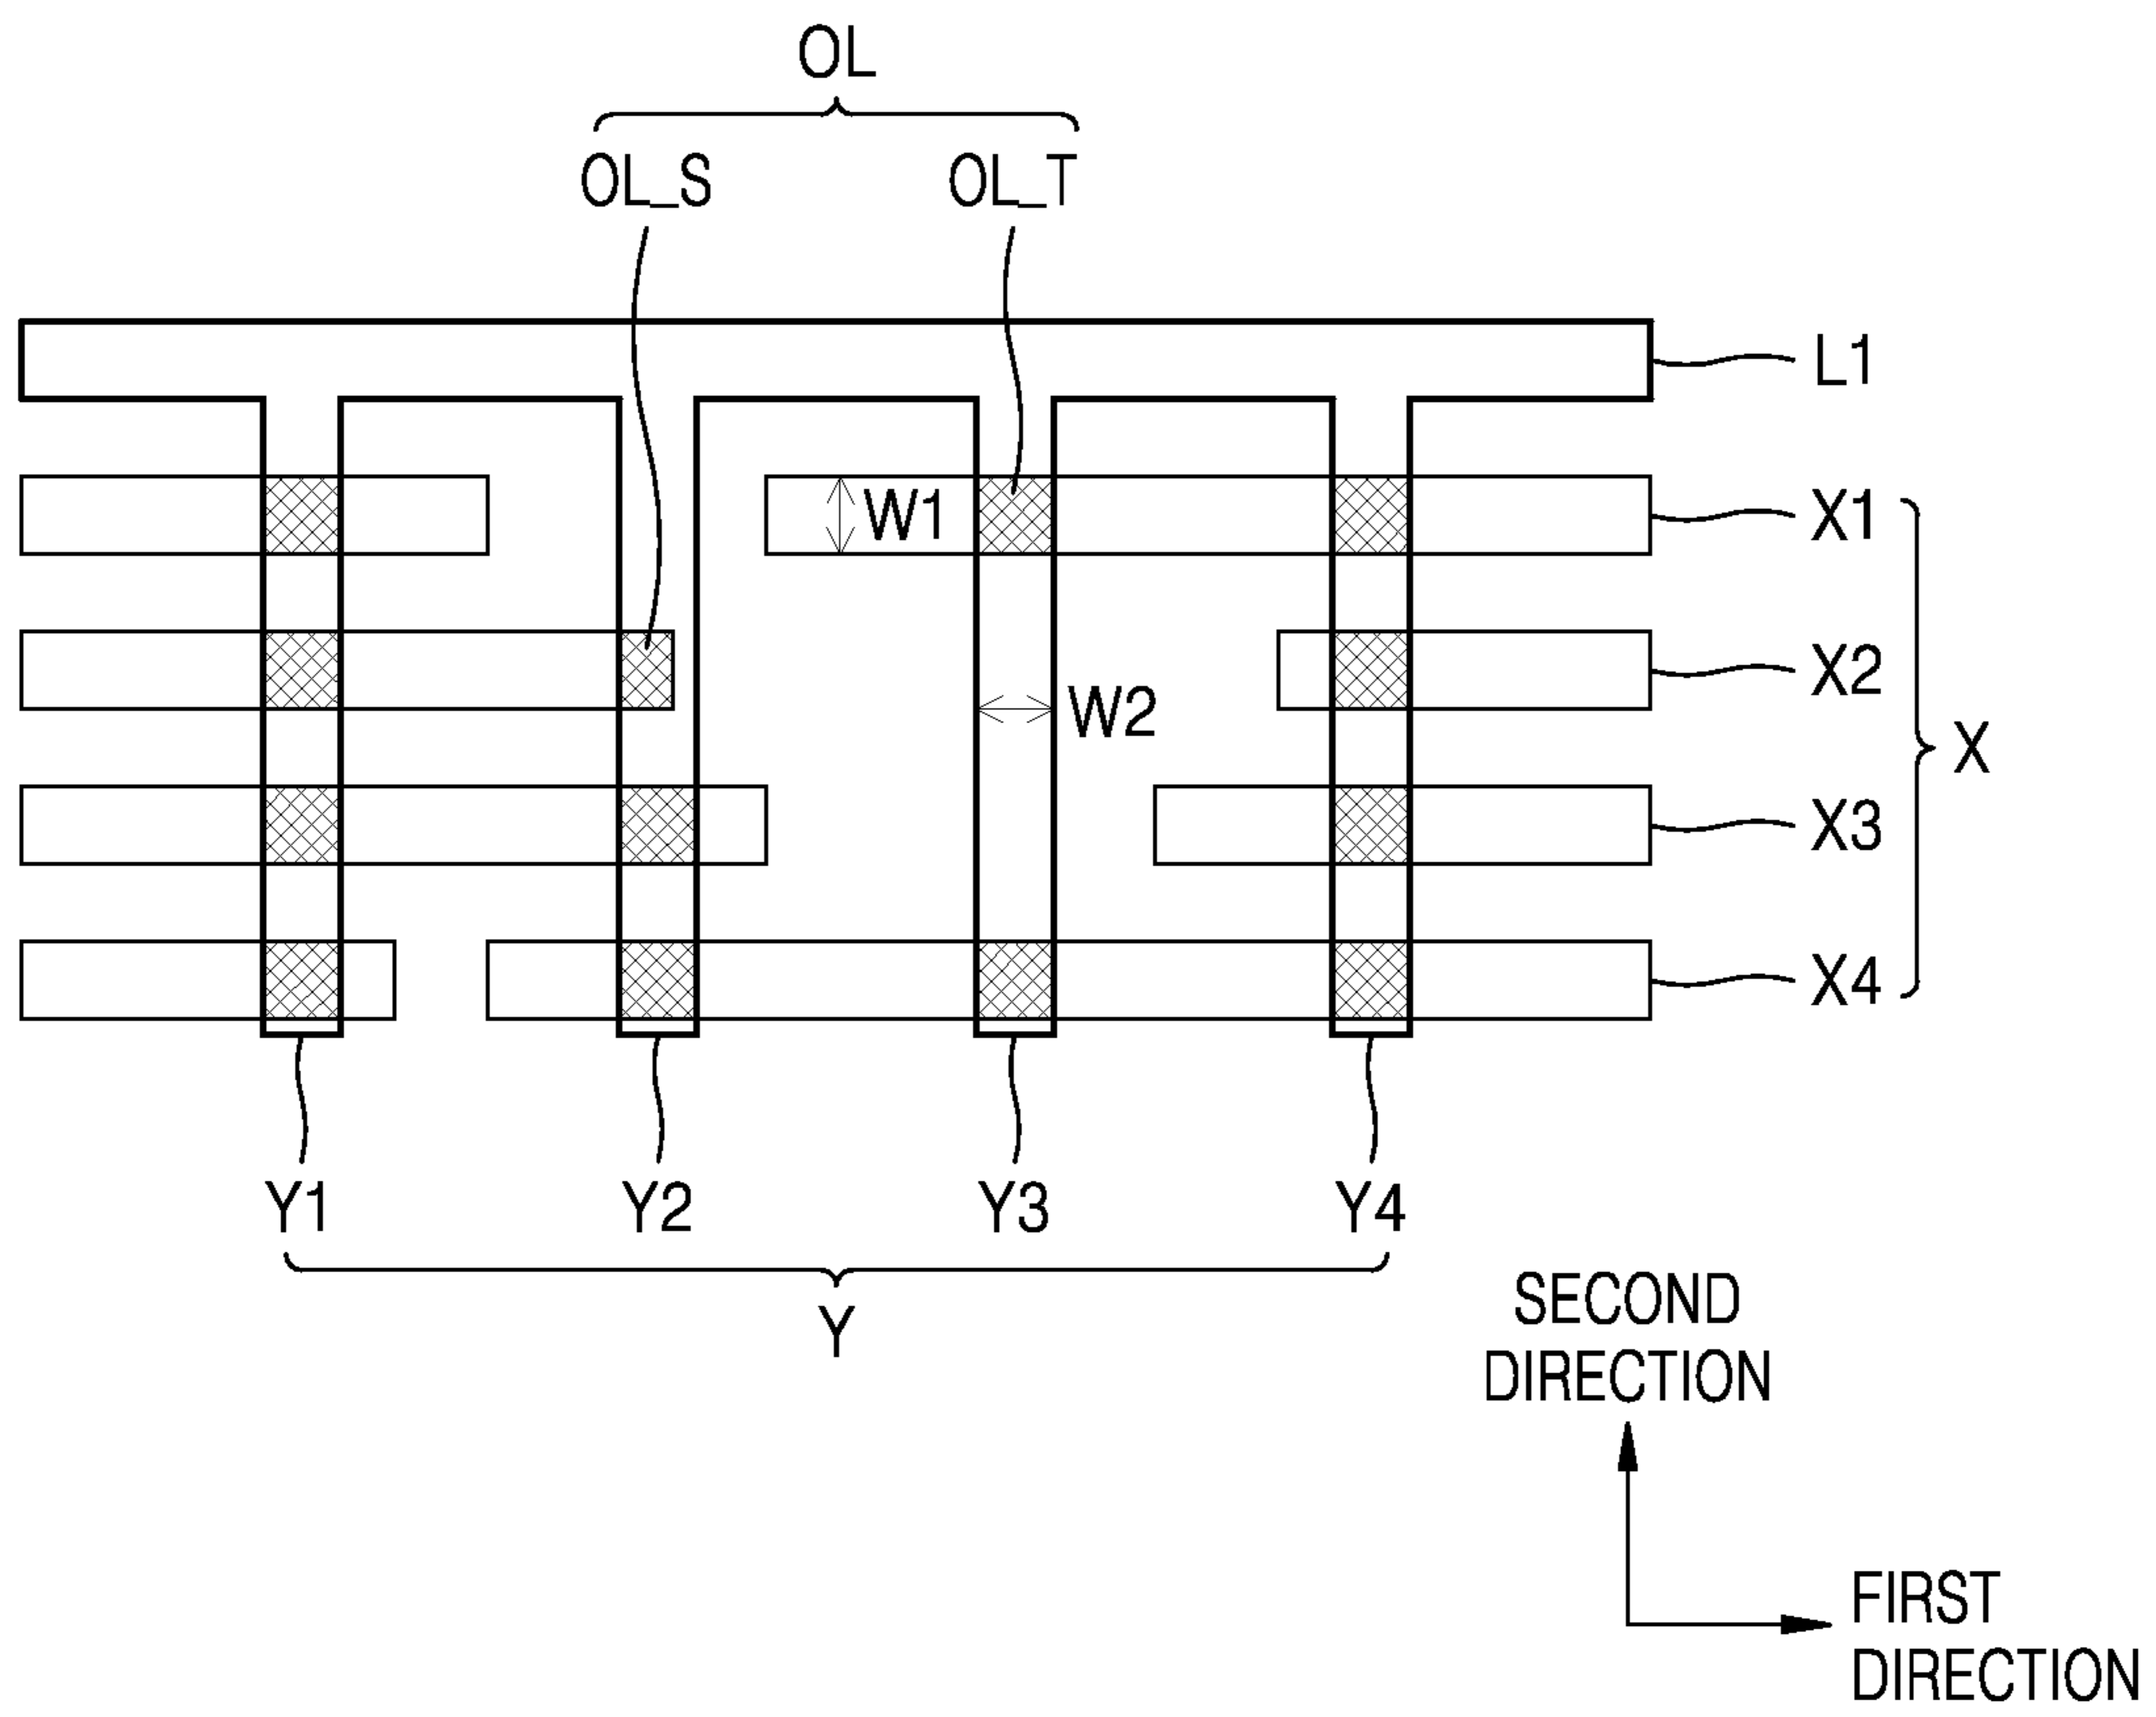 OL
OL_S OL_T
L1
W1 X1
X2
W2
X
X3
X4
Y1 Y2 Y3 Y4
Y
SECOND
DIRECTION
FIRST
DIRECTION